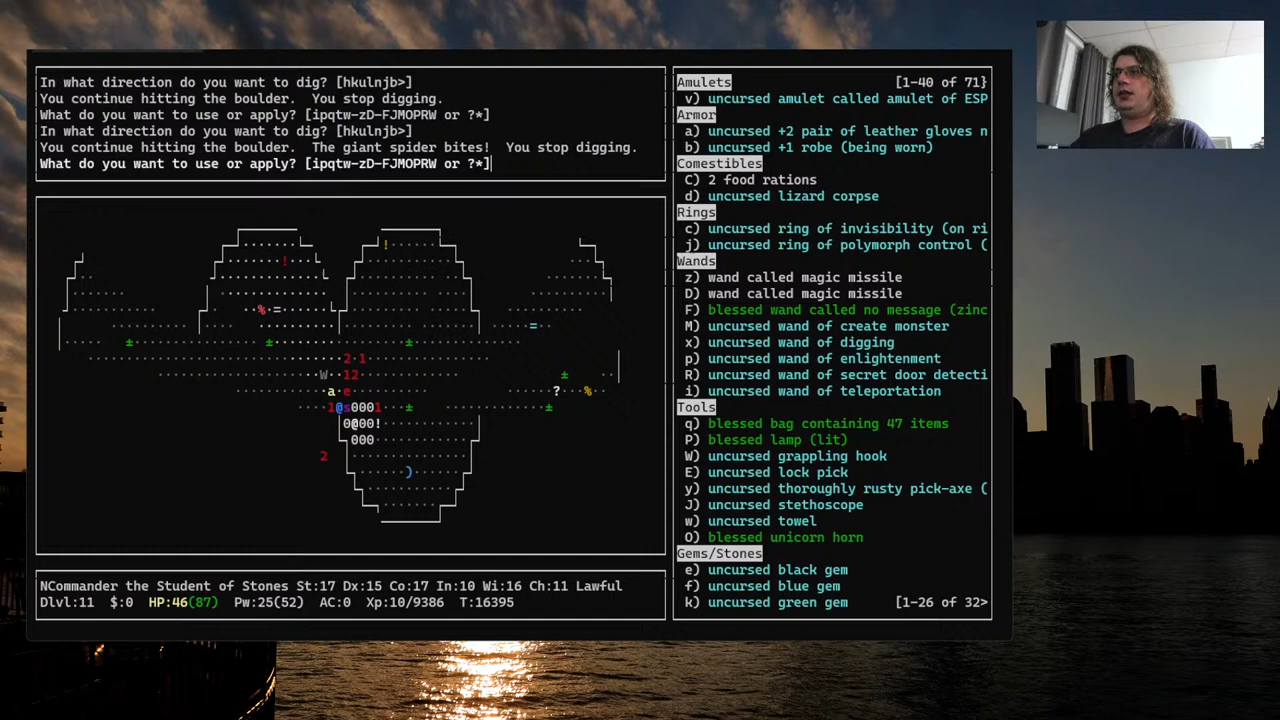 In what direction do you want to dig? [hkulnjb>]
You continue hitting the boulder.  You stop digging.
What do you want to use or apply? [ipqtw-zD-FJMOPRW or ?*]
In what direction do you want to dig? [hkulnjb>]
You continue hitting the boulder.  The giant spider bites!  You stop digging.
What do you want to use or apply? [ipqtw-zD-FJMOPRW or ?*]
Amulets [1-40 of 71}
v) uncursed amulet called amulet of ESP
Armor
a) uncursed +2 pair of leather gloves n
b) uncursed +1 robe (being worn)
Comestibles
C) 2 food rations
d) uncursed lizard corpse
Rings
c) uncursed ring of invisibility (on ri
j) uncursed ring of polymorph control (
Wands
z) wand called magic missile
D) wand called magic missile
F) blessed wand called no message (zinc
M) uncursed wand of create monster
x) uncursed wand of digging
p) uncursed wand of enlightenment
R) uncursed wand of secret door detecti
i) uncursed wand of teleportation
Tools
q) blessed bag containing 47 items
P) blessed lamp (lit)
W) uncursed grappling hook
E) uncursed lock pick
y) uncursed thoroughly rusty pick-axe (
J) uncursed stethoscope
w) uncursed towel
O) blessed unicorn horn
Gems/Stones
e) uncursed black gem
f) uncursed blue gem
k) uncursed green gem [1-26 of 32>
NCommander the Student of Stones St:17 Dx:15 Co:17 In:10 Wi:16 Ch:11 Lawful
Dlvl:11 $:0 HP:46(87) Pw:25(52) AC:0 Xp:10/9386 T:16395